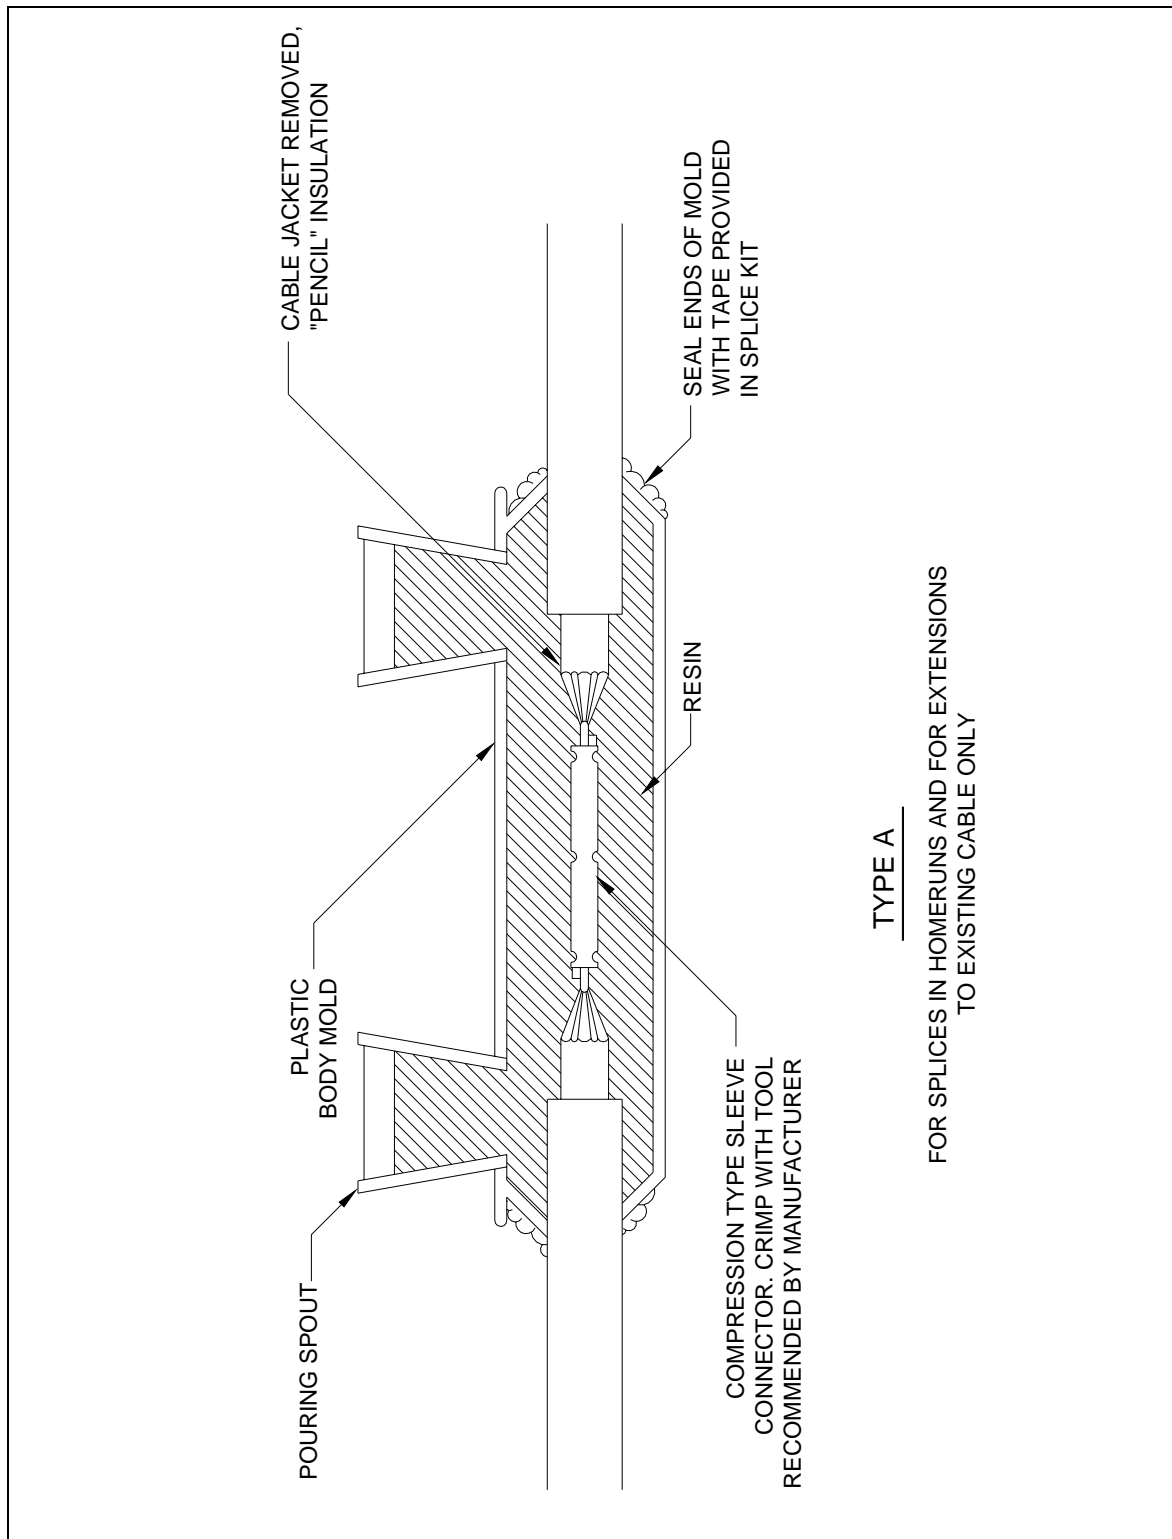 POURING SPOUT
PLASTIC
BODY MOLD
CABLE JACKET REMOVED,
"PENCIL" INSULATION
COMPRESSION TYPE SLEEVE
CONNECTOR. CRIMP WITH TOOL
RECOMMENDED BY MANUFACTURER
RESIN
SEAL ENDS OF MOLD
WITH TAPE PROVIDED
IN SPLICE KIT
TYPE A
FOR SPLICES IN HOMERUNS AND FOR EXTENSIONS
TO EXISTING CABLE ONLY